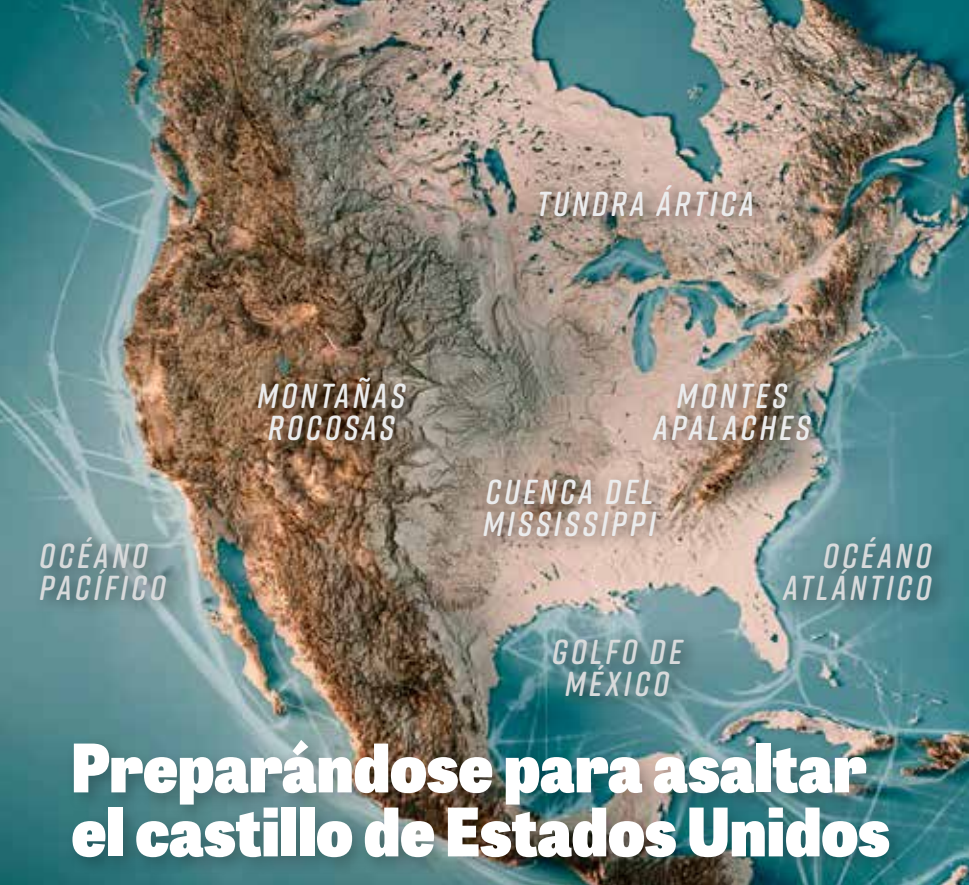 TUNDRA ÁRTICA
MONTAÑAS
ROCOSAS
MONTES
APALACHES
CUENCA DEL
MISSISSIPPI
OCÉANO
PACÍFICO
OCÉANO
ATLÁNTICO
GOLFO DE
MÉXICO
Preparándose para asaltar
el castillo de Estados Unidos